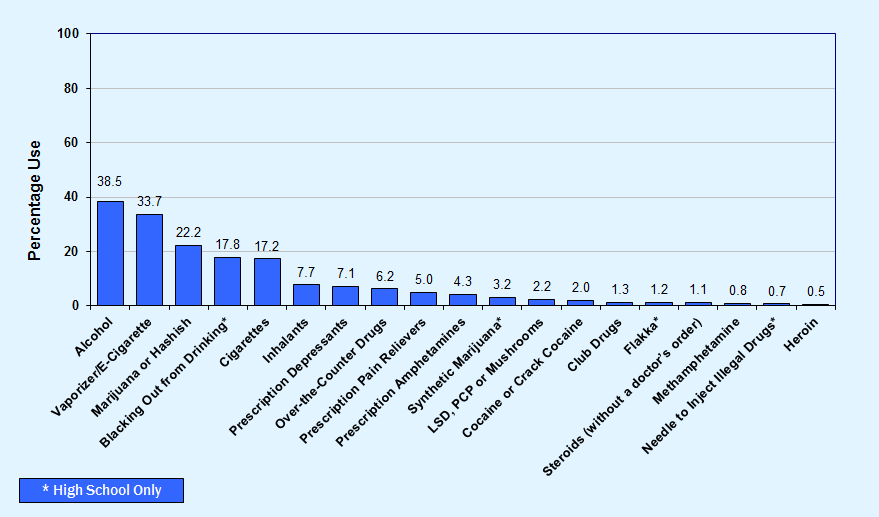 100
80
60
40
20
0
Percentage Use
38.5
33.7
22.2
17.8
17.2
7.7
7.1
6.2
5.0
4.3
3.2
2.2
2.0
1.3
1.2
1.1
0.8
0.7
0.5
Alcohol
Vaporizer/E-Cigarette
Marijuana or Hashish
Blacking Out from Drinking*
Cigarettes
Inhalants
Prescription Depressants
Over-the-Counter Drugs
Prescription Pain Relievers
Prescription Amphetamines
Synthetic Marijuana*
LSD, PCP or Mushrooms
Cocaine or Crack Cocaine
Club Drugs
Flakka*
Steroids (without a doctor's order)
Methamphetamine
Needle to Inject Illegal Drugs*
Heroin
* High School Only